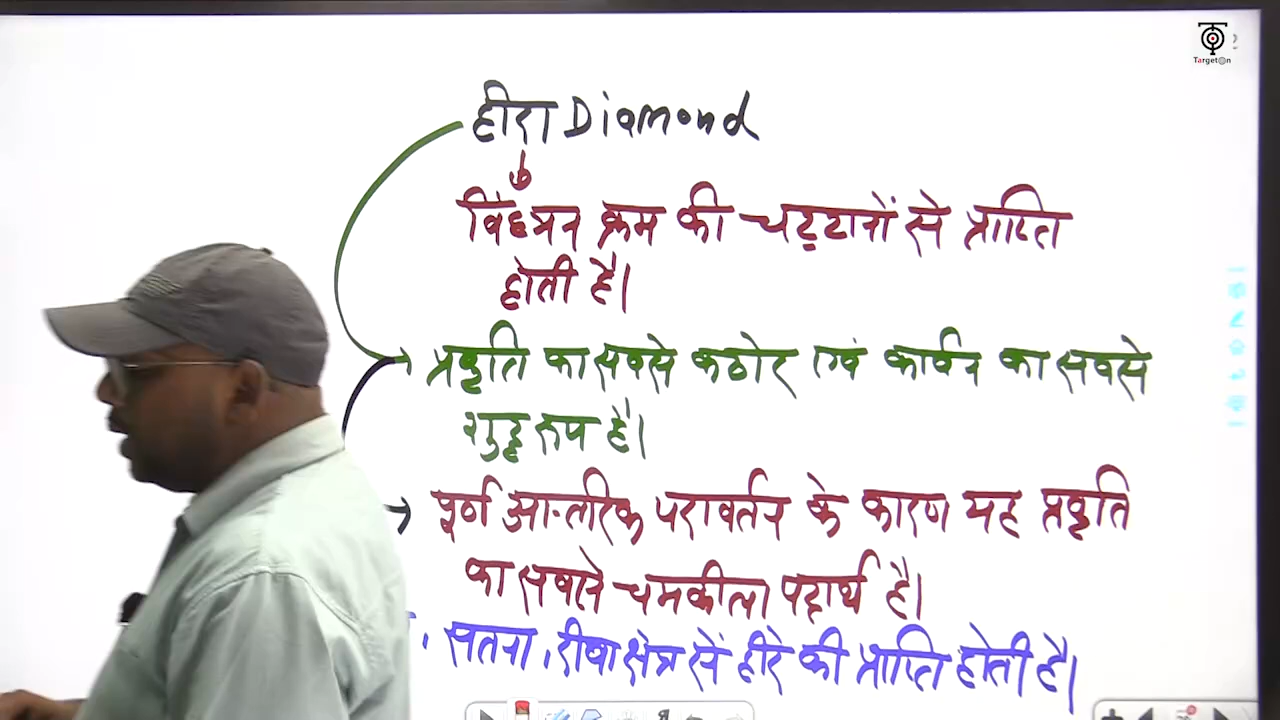 TargetOn
हीरा Diamond
विंध्यन क्रम की चट्टानों से प्राप्ति
होती है।
प्रकृति का सबसे कठोर एवं कार्बन का सबसे
शुद्ध रूप है।
पूर्ण आन्तरिक परावर्तन के कारण यह प्रकृति
का सबसे चमकीला पदार्थ है।
सतना, रीवा क्षेत्र सें हीरे की प्राप्ति होती है।